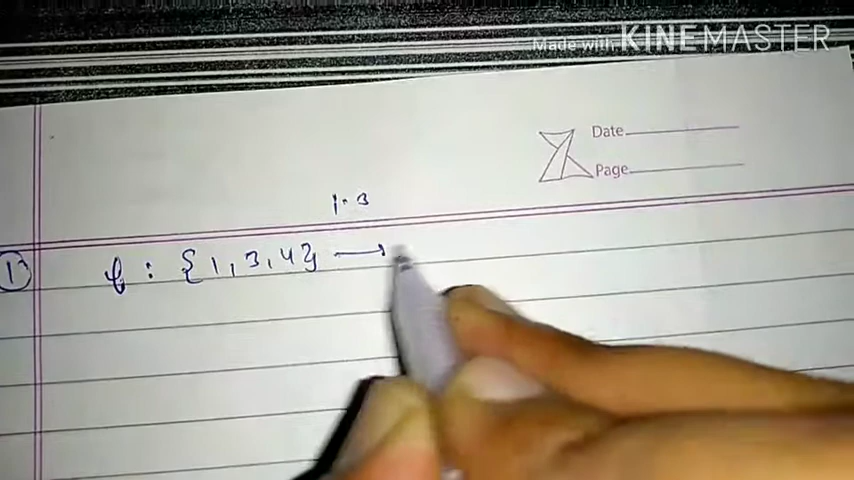 Made with KINEMASTER
Date
Page
1.3
1 f : {1, 3, 4} →